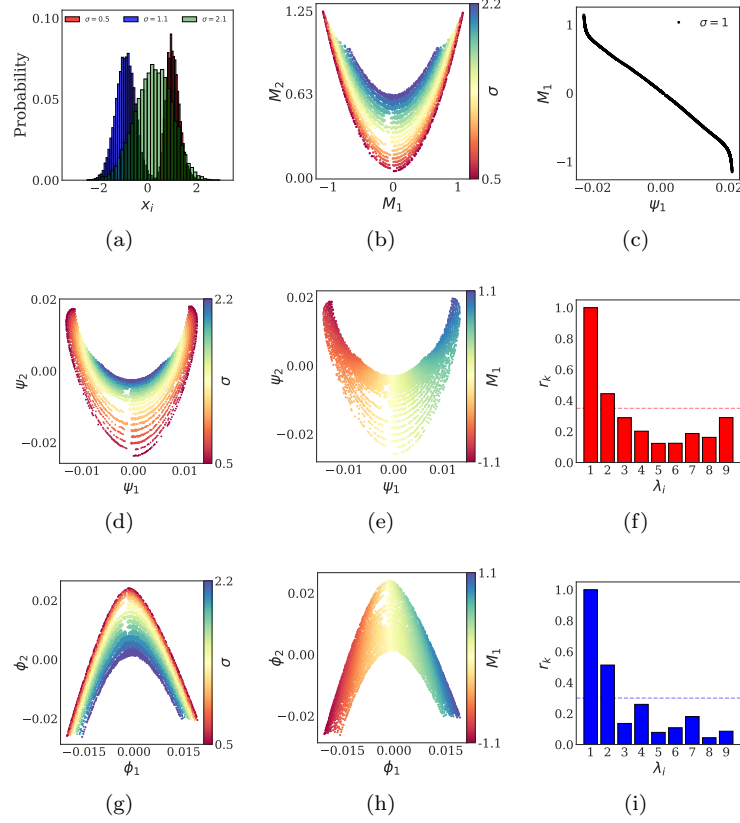 0.10
0.05
0.00
Probability
σ = 0.5
σ = 1.1
σ = 2.1
−2
0
2
x_i
(a)
1.25
0.63
0.00
M_2
−1
0
1
M_1
2.2
σ
0.5
(b)
1
0
−1
M_1
σ = 1
−0.02
0.00
0.02
ψ_1
(c)
0.02
0.00
−0.02
ψ_2
−0.01
0.00
0.01
ψ_1
2.2
σ
0.5
(d)
0.02
0.00
−0.02
ψ_2
−0.01
0.00
0.01
ψ_1
1.1
M_1
-1.1
(e)
1.0
0.8
0.6
0.4
0.2
0.0
r_k
1 2 3 4 5 6 7 8 9
λ_i
(f)
0.02
0.00
−0.02
ϕ_2
−0.015
0.000
0.015
ϕ_1
2.2
σ
0.5
(g)
0.02
0.00
−0.02
ϕ_2
−0.015
0.000
0.015
ϕ_1
1.1
M_1
-1.1
(h)
1.0
0.8
0.6
0.4
0.2
0.0
r_k
1 2 3 4 5 6 7 8 9
λ_i
(i)